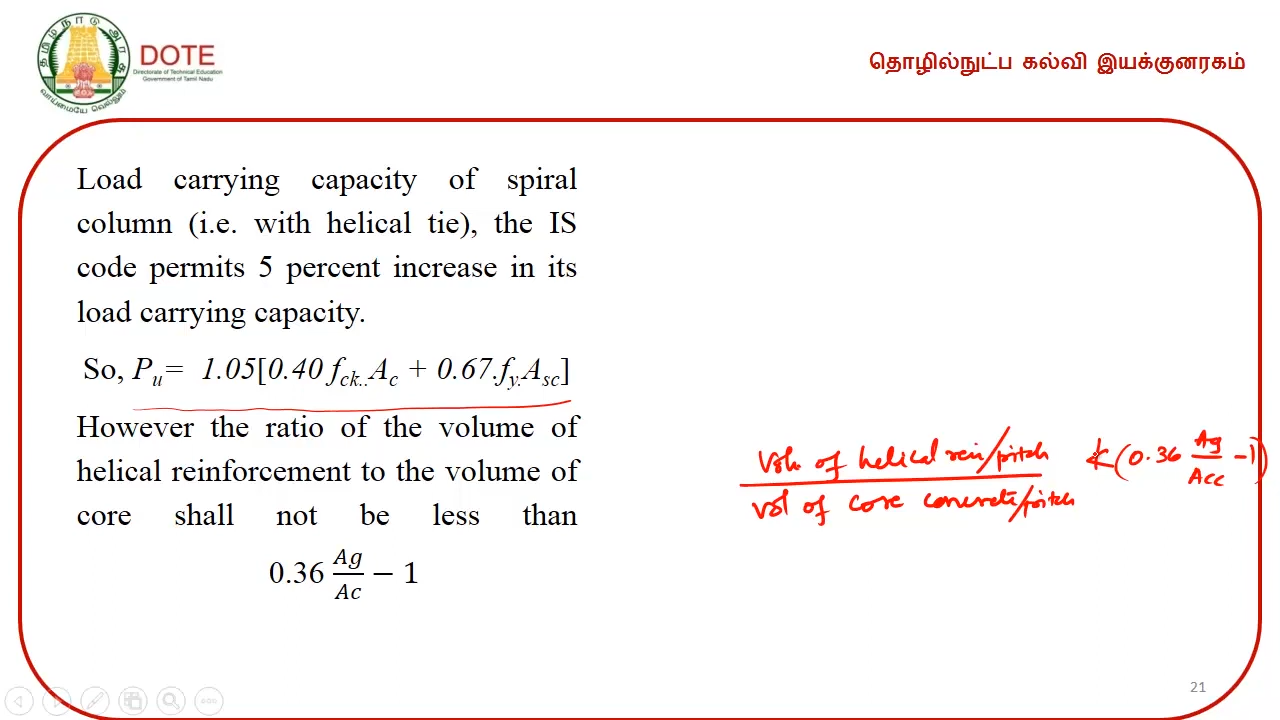 தமிழ்நாடு அரசு
வாய்மையே வெல்லும்
DOTE
Directorate of Technical Education
Government of Tamil Nadu
தொழில்நுட்ப கல்வி இயக்குனரகம்
Load carrying capacity of spiral
column (i.e. with helical tie), the IS
code permits 5 percent increase in its
load carrying capacity.
So, Pu= 1.05[0.40 fck..Ac + 0.67.fy.Asc]
However the ratio of the volume of
helical reinforcement to the volume of
core shall not be less than
0.36 Ag/Ac − 1
Vol. of helical rein/pitch ≮ (0.36 Ag/Acc − 1)
Vol of core concrete/pitch
21